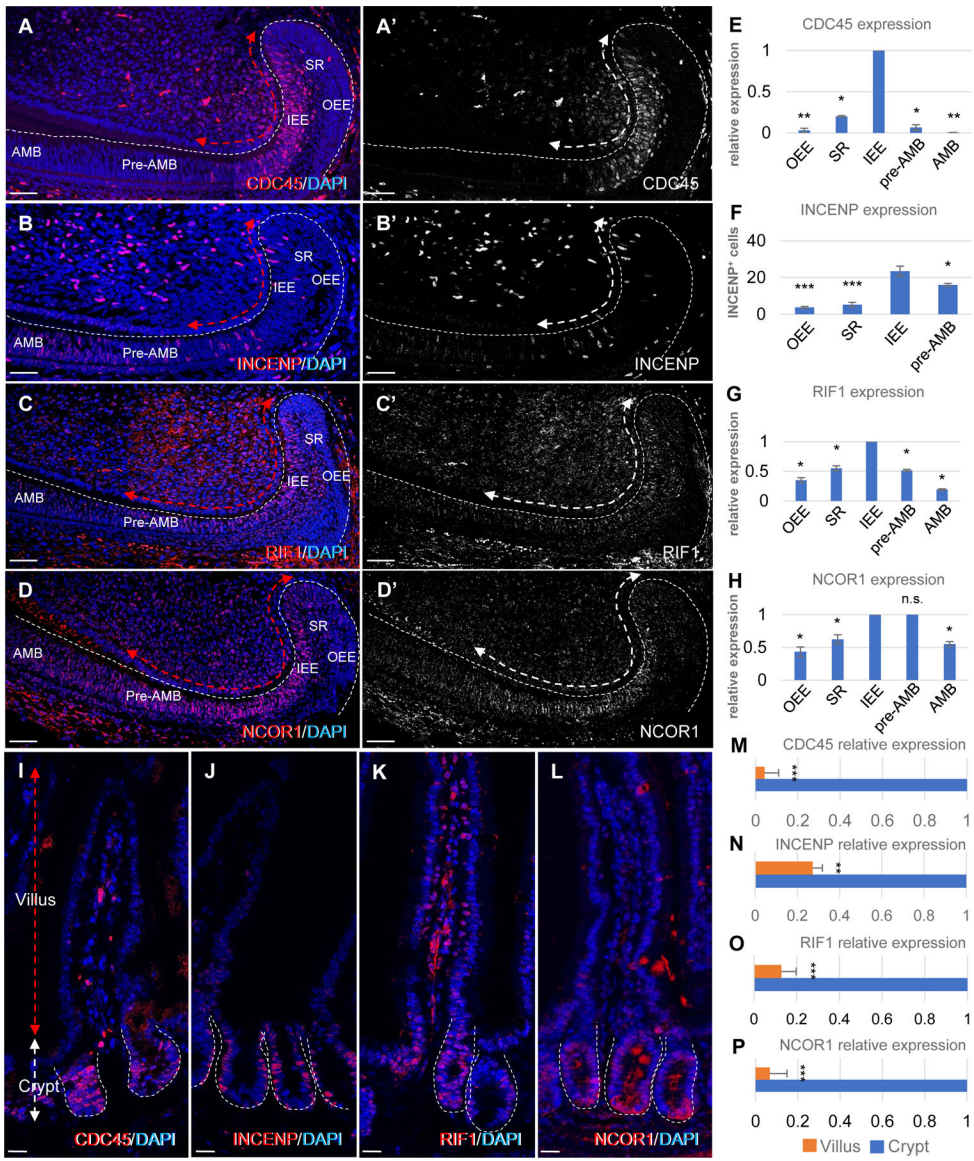 A
SR
OEE
IEE
AMB
Pre-AMB
CDC45/DAPI
A'
CDC45
E
CDC45 expression
relative expression
1
0.5
0
**
*
*
**
OEE
SR
IEE
pre-AMB
AMB
B
SR
OEE
IEE
AMB
Pre-AMB
INCENP/DAPI
B'
INCENP
F
INCENP expression
INCENP+ cells
40
20
0
***
***
*
OEE
SR
IEE
pre-AMB
C
SR
OEE
IEE
AMB
Pre-AMB
RIF1/DAPI
C'
RIF1
G
RIF1 expression
relative expression
1
0.5
0
*
*
*
*
OEE
SR
IEE
pre-AMB
AMB
D
SR
OEE
IEE
AMB
Pre-AMB
NCOR1/DAPI
D'
NCOR1
H
NCOR1 expression
n.s.
relative expression
1
0.5
0
*
*
*
OEE
SR
IEE
pre-AMB
AMB
I
Villus
Crypt
CDC45/DAPI
J
INCENP/DAPI
K
RIF1/DAPI
L
NCOR1/DAPI
M
CDC45 relative expression
***
0 0.2 0.4 0.6 0.8 1
N
INCENP relative expression
**
0 0.2 0.4 0.6 0.8 1
O
RIF1 relative expression
***
0 0.2 0.4 0.6 0.8 1
P
NCOR1 relative expression
***
0 0.2 0.4 0.6 0.8 1
Villus Crypt